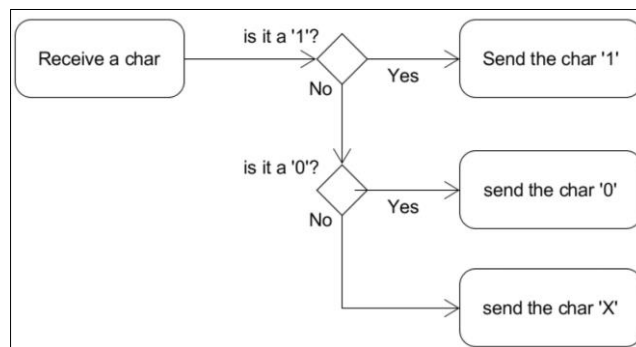 is it a '1'?
Receive a char
Send the char '1'
No
Yes
is it a '0'?
send the char '0'
No
Yes
send the char 'X'